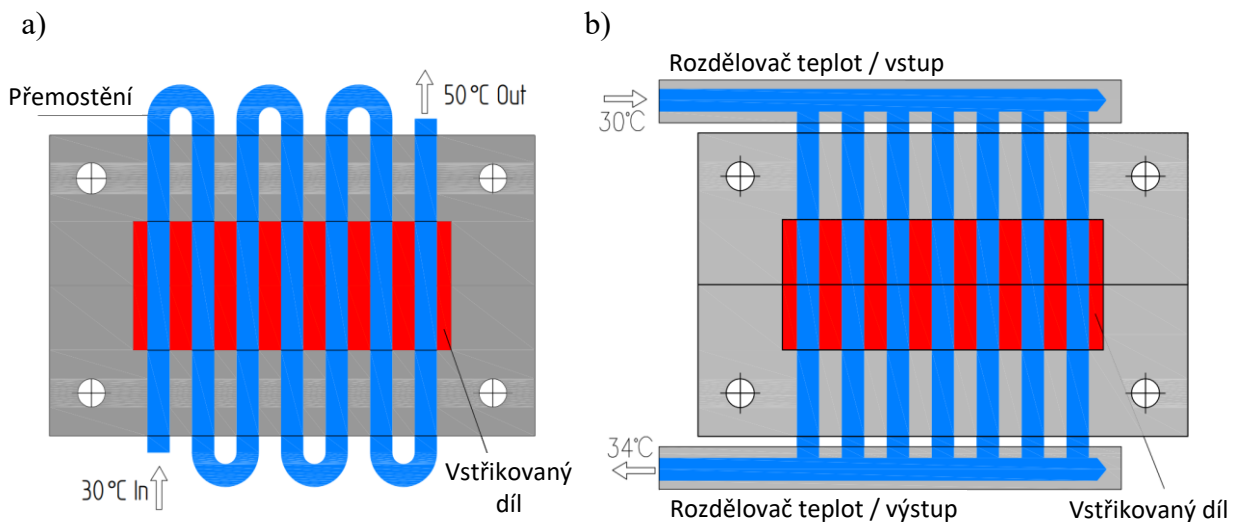 a)
Přemostění
50°C Out
30°C In
Vstřikovaný
díl
b)
Rozdělovač teplot / vstup
30°C
34°C
Rozdělovač teplot / výstup
Vstřikovaný díl